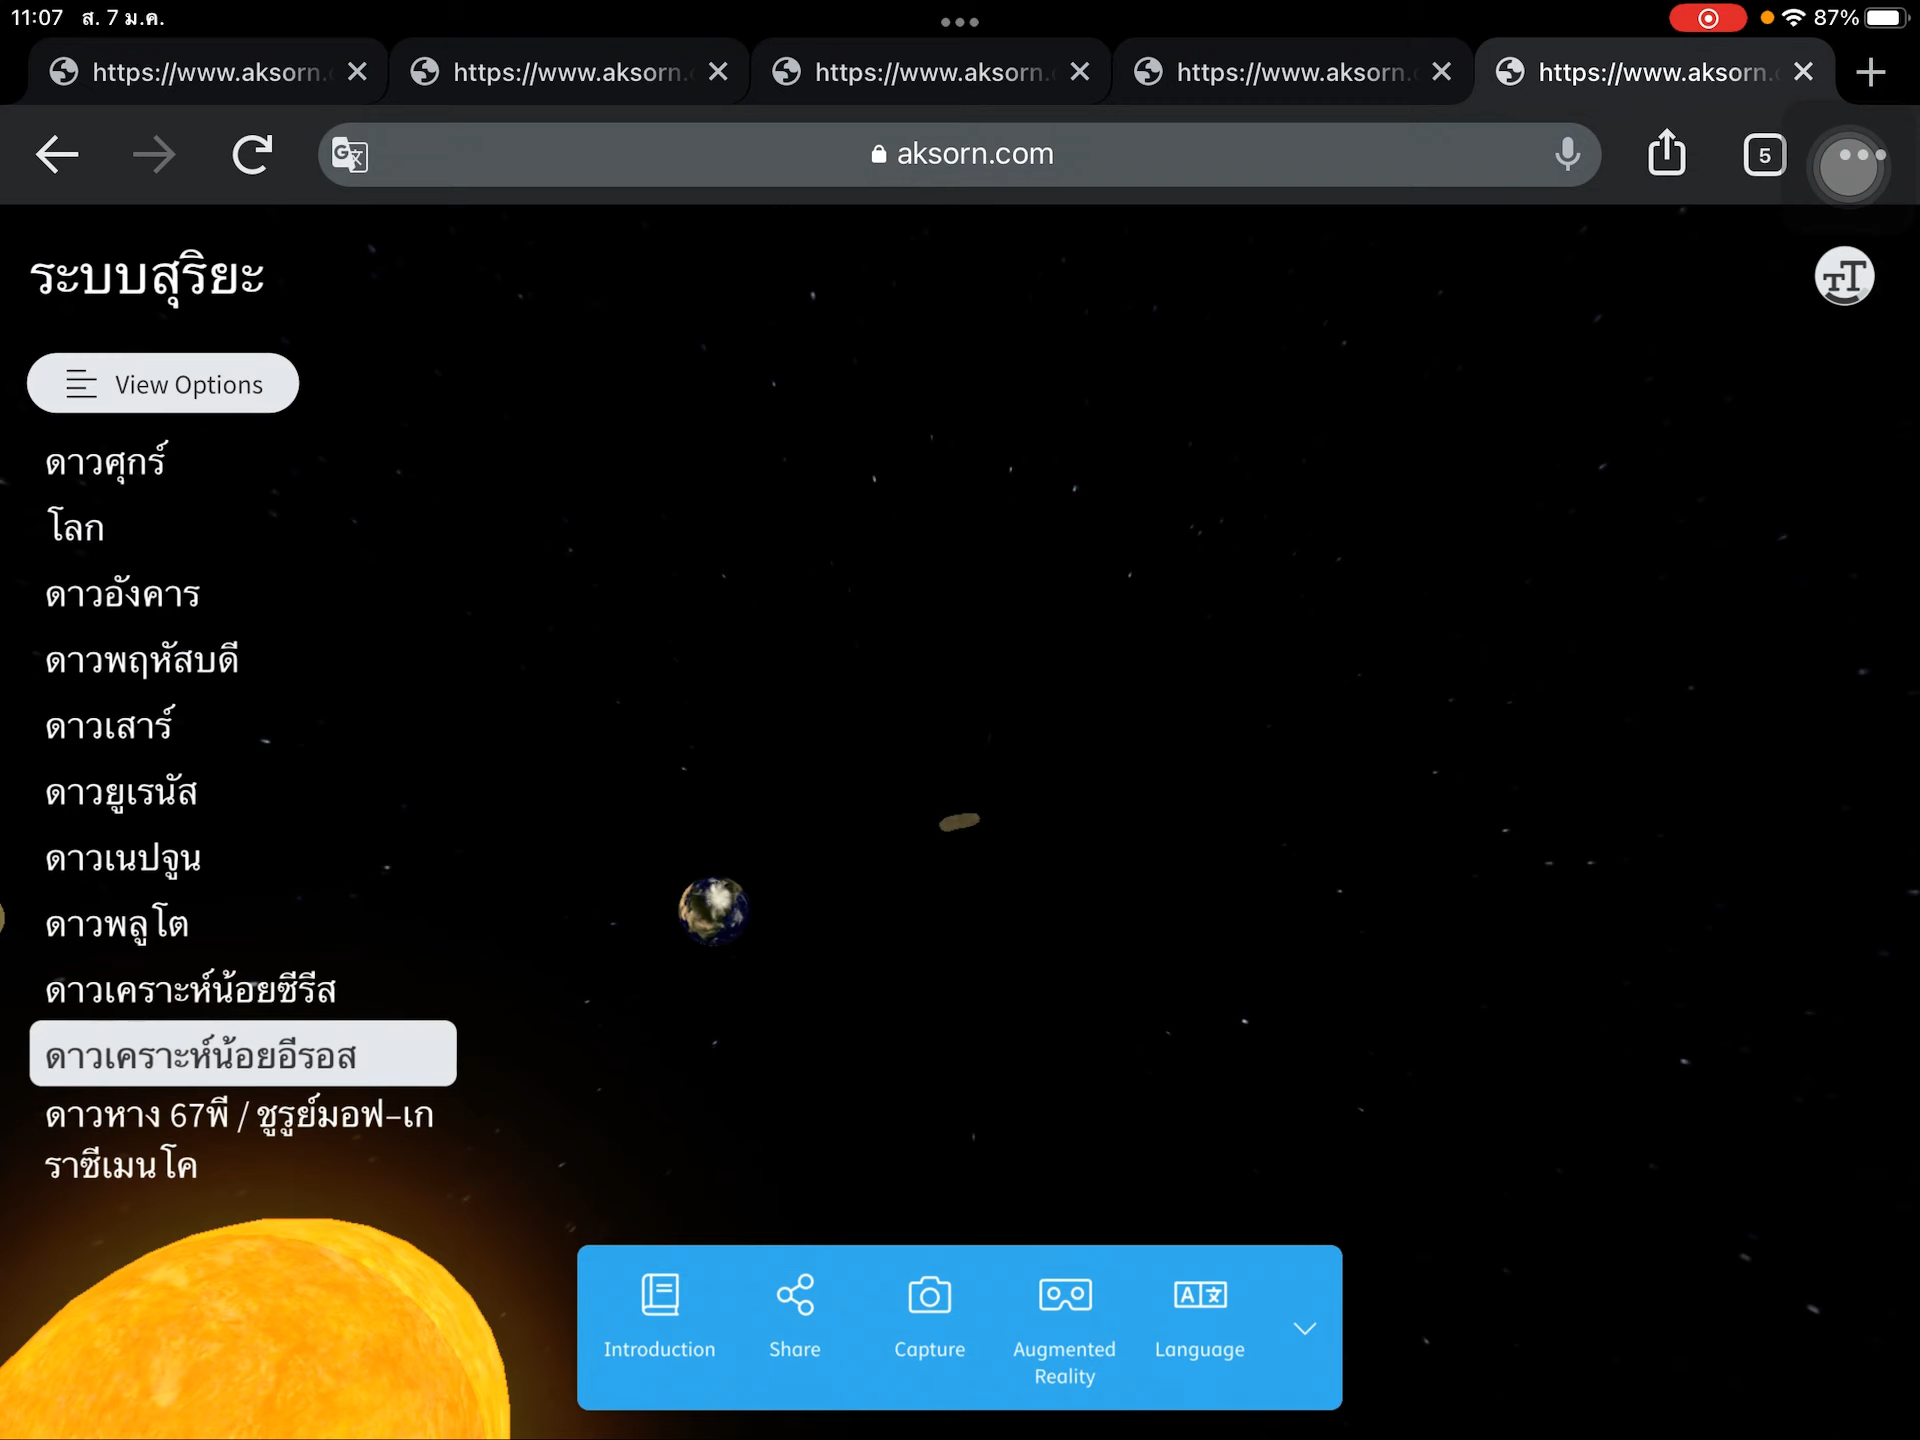 11:07 ส. 7 ม.ค.
87%
https://www.aksorn.
https://www.aksorn.
https://www.aksorn.
https://www.aksorn.
https://www.aksorn.
aksorn.com
5
ระบบสุริยะ
TT
View Options
ดาวศุกร์
โลก
ดาวอังคาร
ดาวพฤหัสบดี
ดาวเสาร์
ดาวยูเรนัส
ดาวเนปจูน
ดาวพลูโต
ดาวเคราะห์น้อยซีรีส
ดาวเคราะห์น้อยอีรอส
ดาวหาง 67พี / ชูรูย์มอฟ–เก
ราซีเมนโค
Introduction
Share
Capture
Augmented
Reality
Language